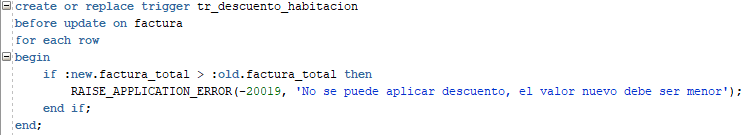 create or replace trigger tr_descuento_habitacion
before update on factura
for each row
begin
    if :new.factura_total > :old.factura_total then
        RAISE_APPLICATION_ERROR(-20019, 'No se puede aplicar descuento, el valor nuevo debe ser menor');
    end if;
end;